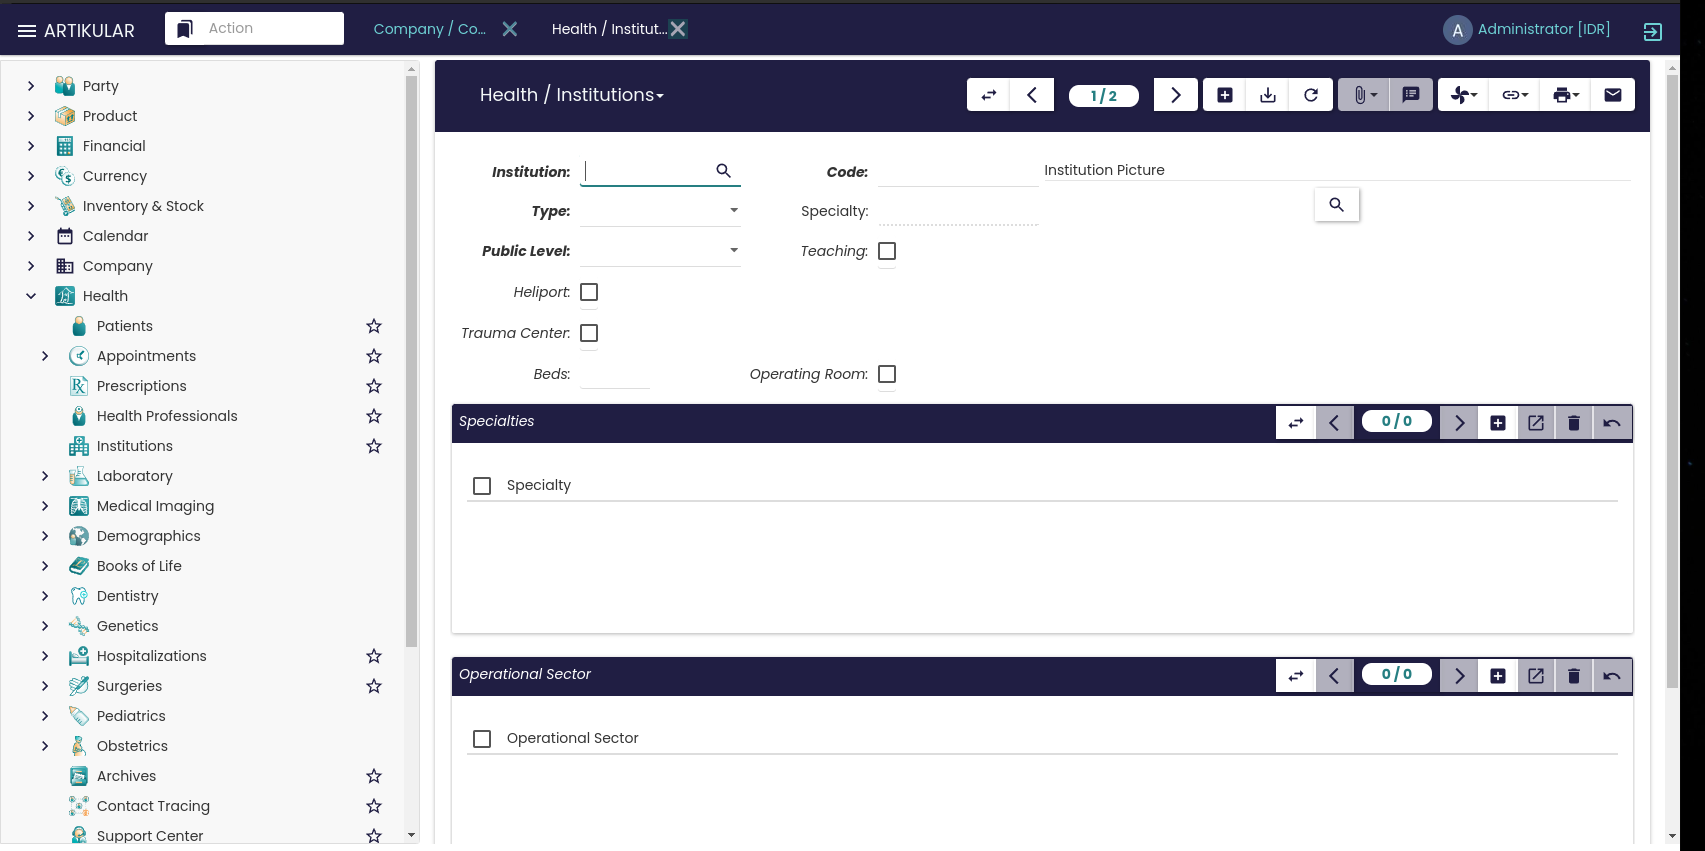 ARTIKULAR
Action
Company / Co...
Health / Institut...
A
Administrator [IDR]
Party
Product
Financial
Currency
Inventory & Stock
Calendar
Company
Health
Patients
Appointments
Prescriptions
Health Professionals
Institutions
Laboratory
Medical Imaging
Demographics
Books of Life
Dentistry
Genetics
Hospitalizations
Surgeries
Pediatrics
Obstetrics
Archives
Contact Tracing
Support Center
Health / Institutions
1 / 2
Institution:
Code:
Institution Picture
Type:
Specialty:
Public Level:
Teaching:
Heliport:
Trauma Center:
Beds:
Operating Room:
Specialties
0 / 0
Specialty
Operational Sector
0 / 0
Operational Sector